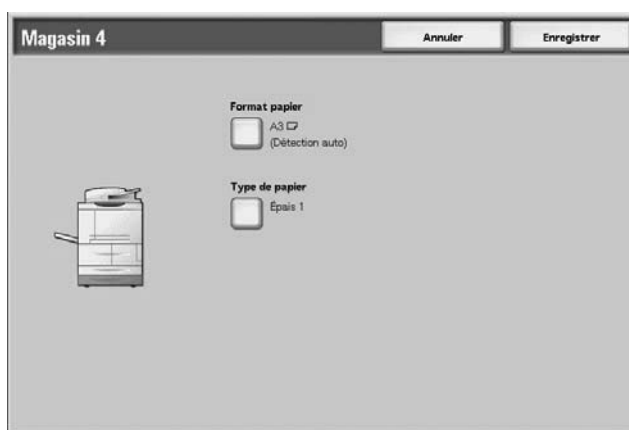 Magasin 4
Annuler
Enregistrer
Format papier
A3
(Détection auto)
Type de papier
Épais 1